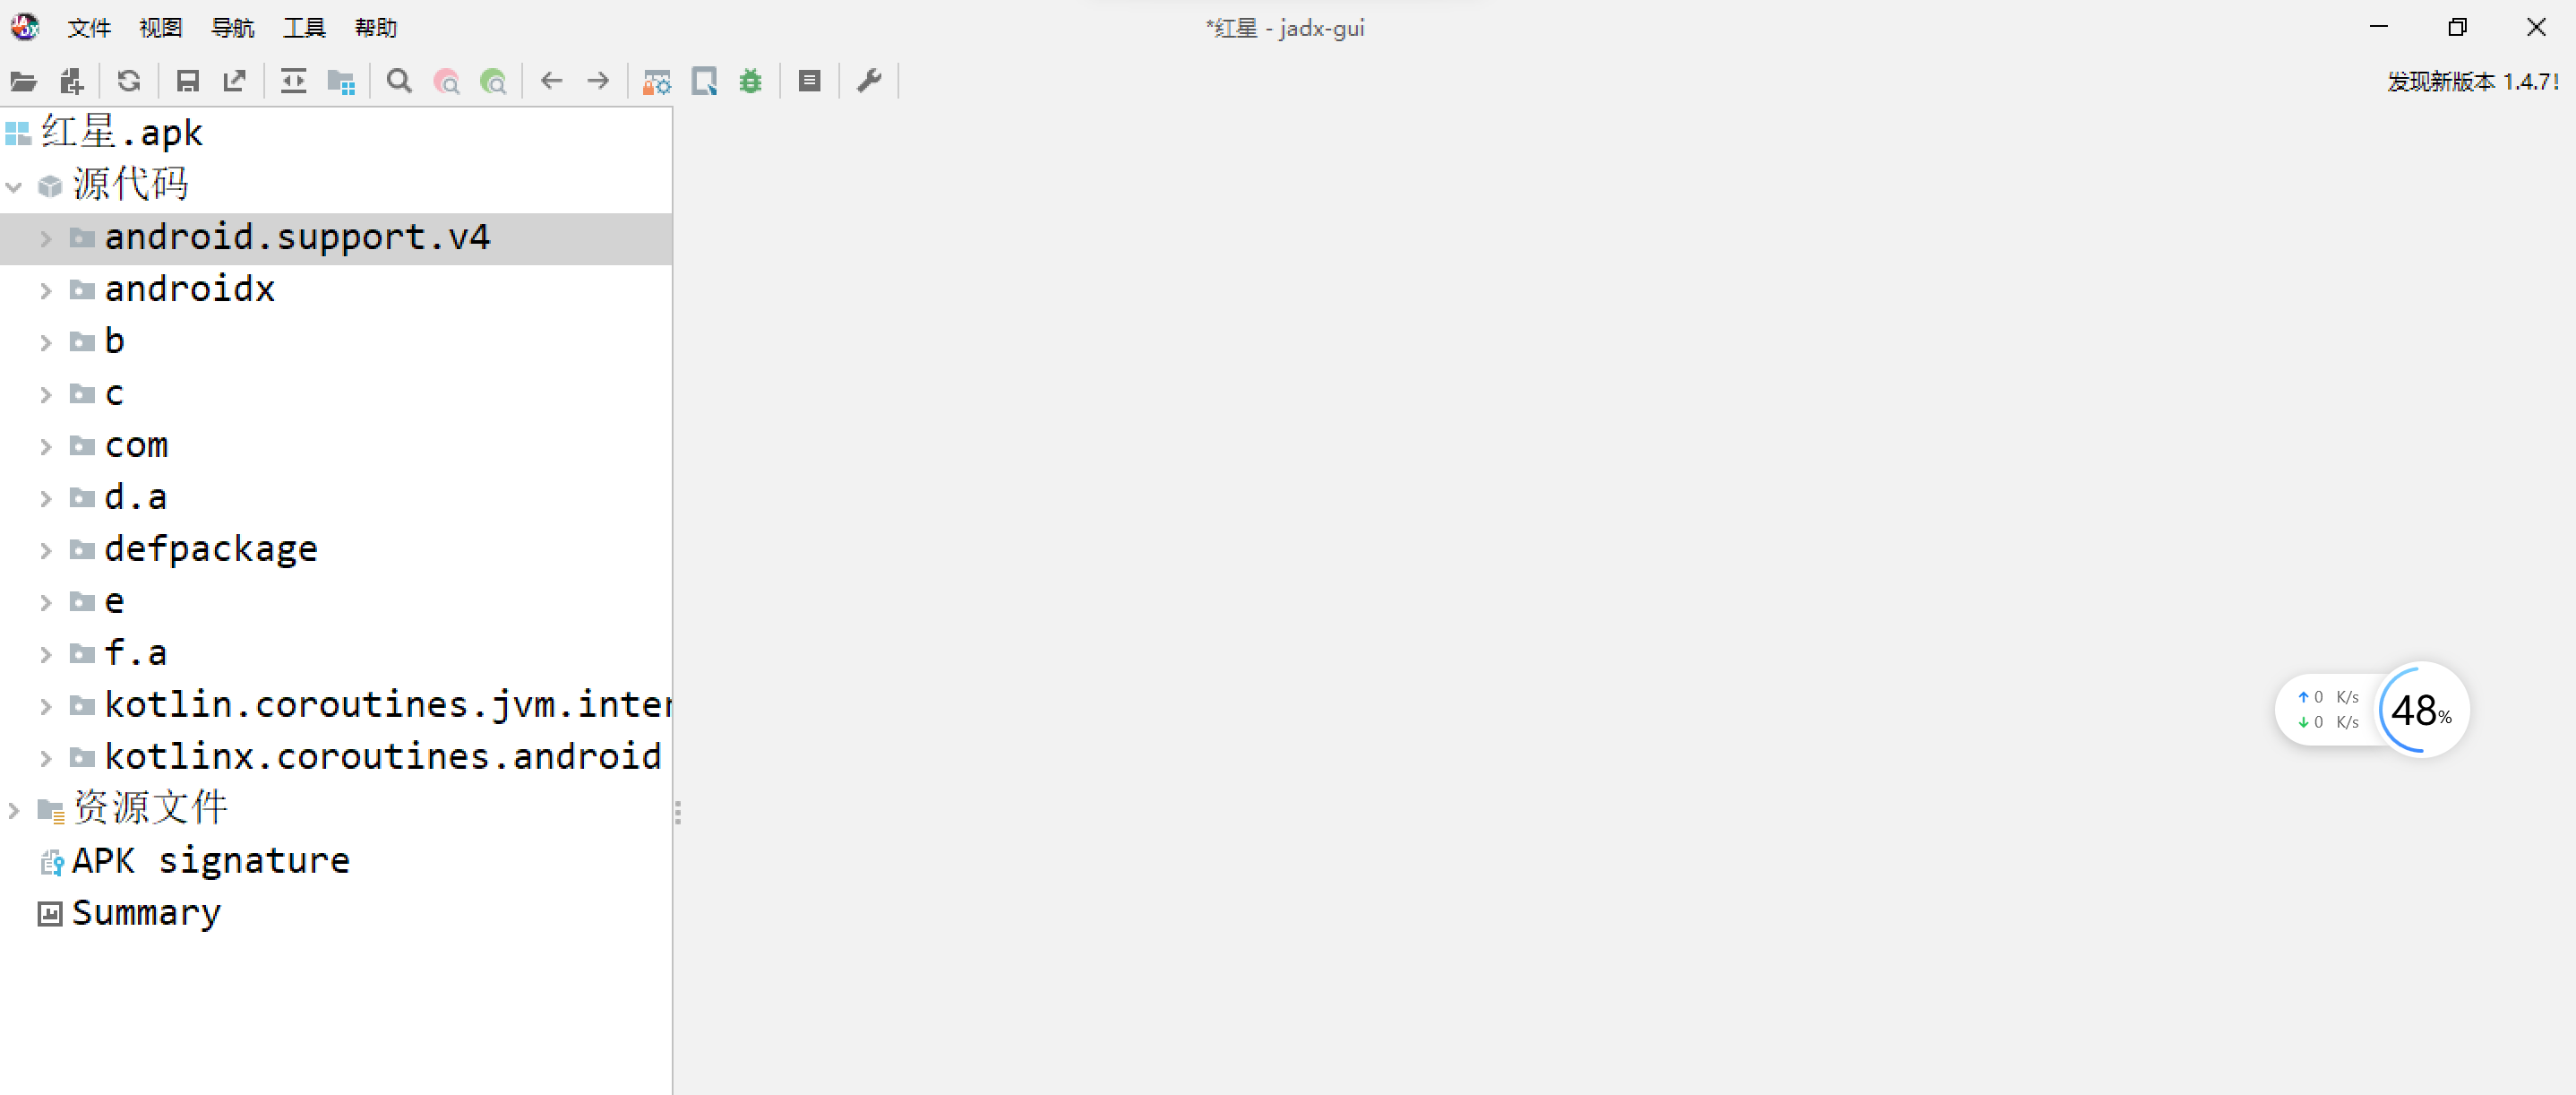 文件 视图 导航 工具 帮助
*红星 - jadx-gui
发现新版本 1.4.7!
红星.apk
源代码
android.support.v4
androidx
b
c
com
d.a
defpackage
e
f.a
kotlin.coroutines.jvm.inter
kotlinx.coroutines.android
资源文件
APK signature
Summary
0 K/s
0 K/s
48%